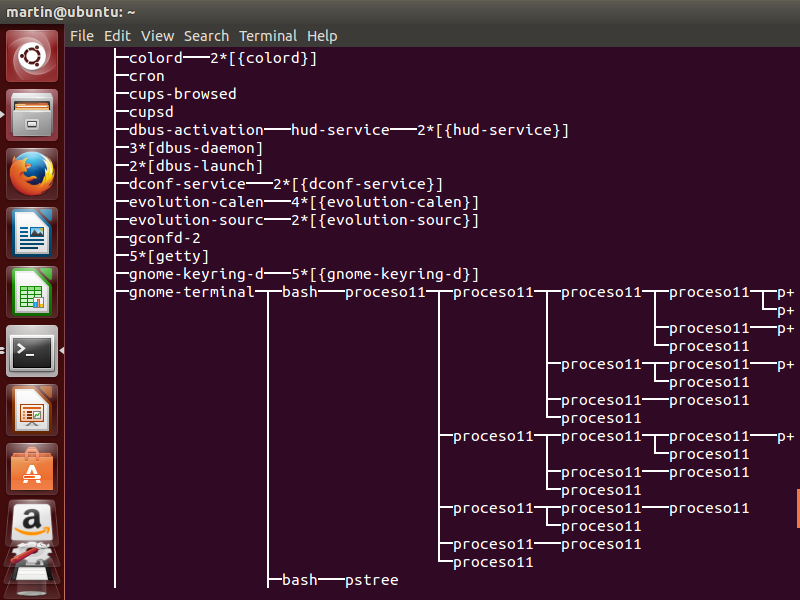 martin@ubuntu: ~
File Edit View Search Terminal Help
├─colord───2*[{colord}]
├─cron
├─cups-browsed
├─cupsd
├─dbus-activation───hud-service───2*[{hud-service}]
├─3*[dbus-daemon]
├─2*[dbus-launch]
├─dconf-service───2*[{dconf-service}]
├─evolution-calen───4*[{evolution-calen}]
├─evolution-sourc───2*[{evolution-sourc}]
├─gconfd-2
├─5*[getty]
├─gnome-keyring-d───5*[{gnome-keyring-d}]
├─gnome-terminal─┬─bash───proceso11─┬─proceso11─┬─proceso11─┬─proceso11─┬─p+
│                │                  │           │           │           └─p+
│                │                  │           │           ├─proceso11───p+
│                │                  │           │           └─proceso11
│                │                  │           ├─proceso11─┬─proceso11───p+
│                │                  │           │           └─proceso11
│                │                  │           ├─proceso11───proceso11
│                │                  │           └─proceso11
│                │                  ├─proceso11─┬─proceso11─┬─proceso11───p+
│                │                  │           │           └─proceso11
│                │                  │           ├─proceso11───proceso11
│                │                  │           └─proceso11
│                │                  ├─proceso11─┬─proceso11───proceso11
│                │                  │           └─proceso11
│                │                  ├─proceso11───proceso11
│                │                  └─proceso11
│                ├─bash───pstree